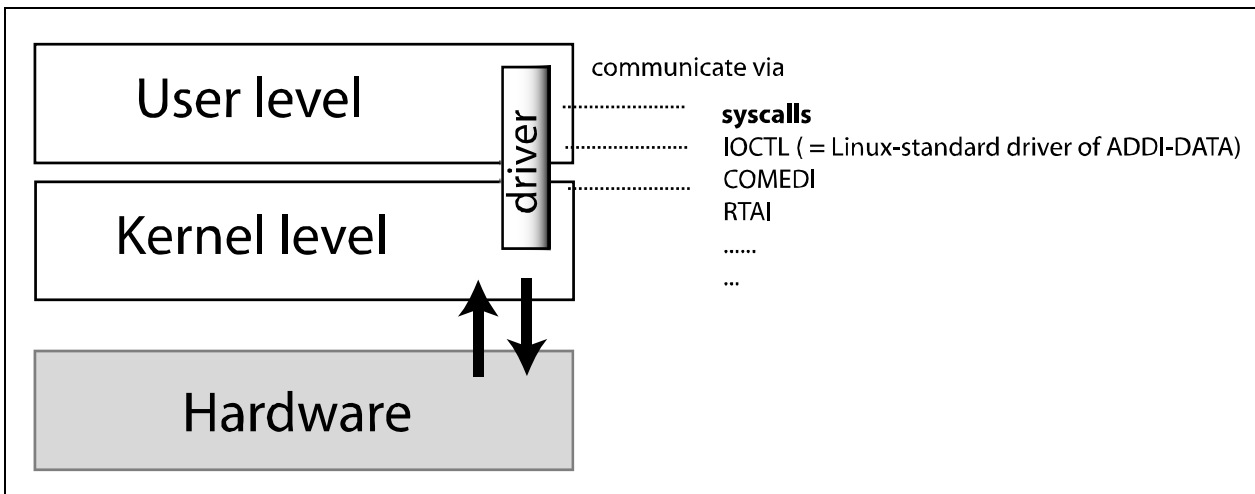 User level
driver
Kernel level
Hardware
communicate via
syscalls
IOCTL ( = Linux-standard driver of ADDI-DATA)
COMEDI
RTAI
......
...